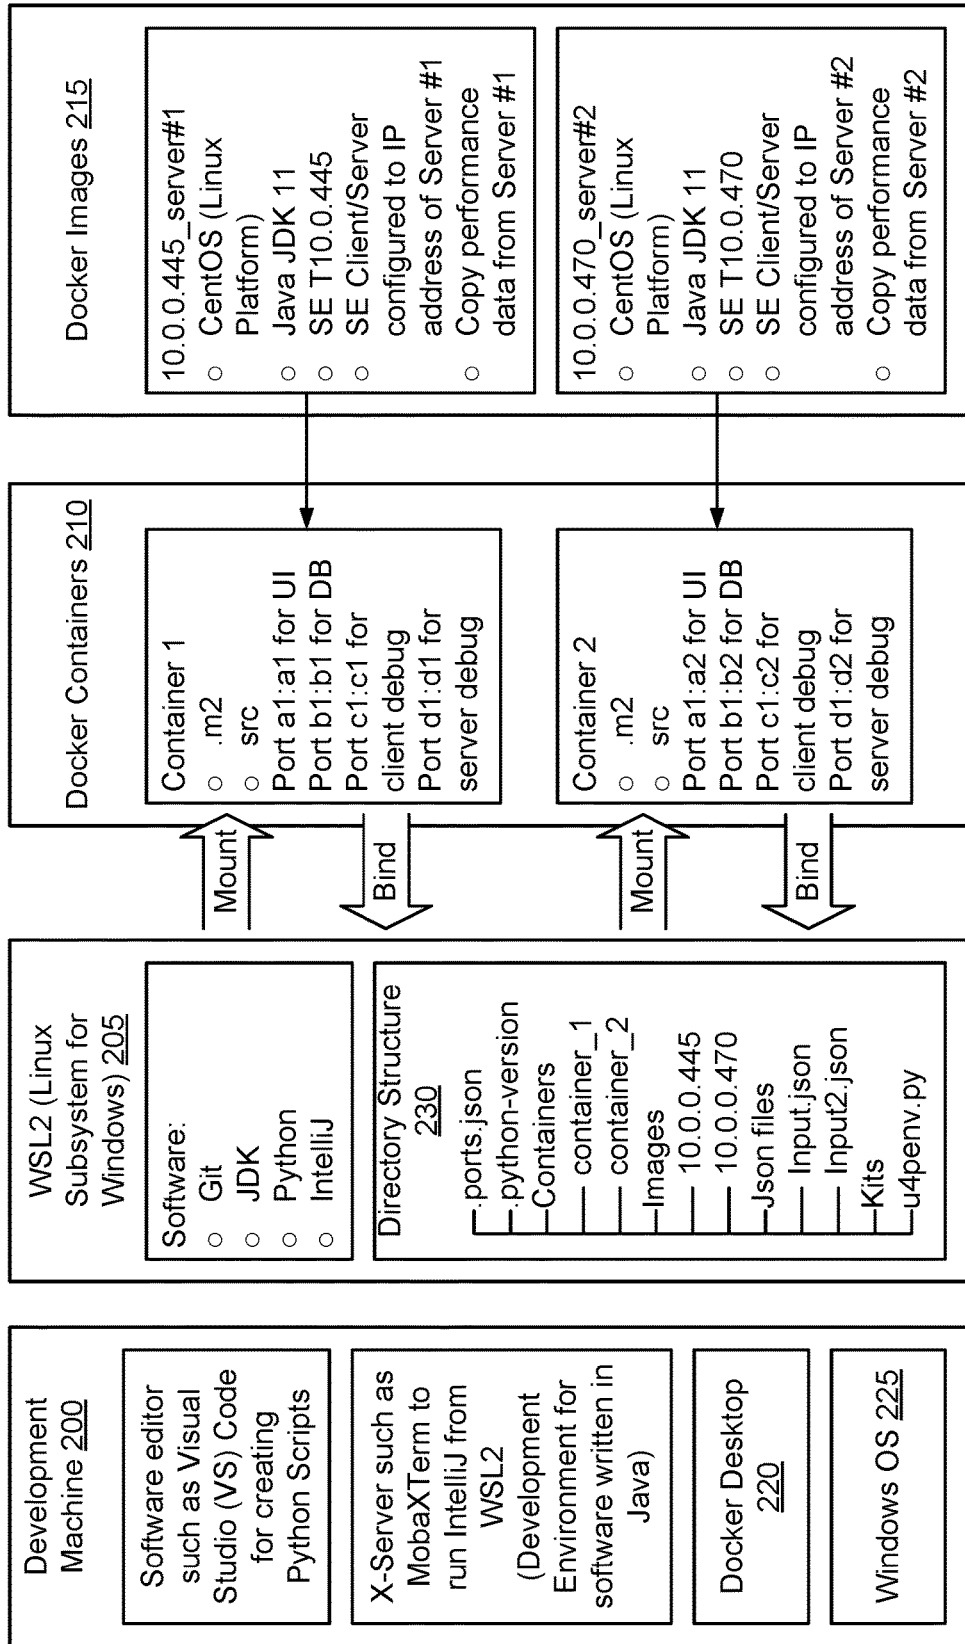 Development
Machine 200
Software editor
such as Visual
Studio (VS) Code
for creating
Python Scripts
X-Server such as
MobaXTerm to
run IntelliJ from
WSL2
(Development
Environment for
software written in
Java)
Docker Desktop
220
Windows OS 225
WSL2 (Linux
Subsystem for
Windows) 205
Software:
○ Git
○ JDK
○ Python
○ IntelliJ
Directory Structure
230
.ports.json
.python-version
Containers
container_1
container_2
Images
10.0.0.445
10.0.0.470
Json files
Input.json
Input2.json
Kits
u4penv.py
Mount
Bind
Mount
Bind
Docker Containers 210
Container 1
○ .m2
○ src
Port a1:a1 for UI
Port b1:b1 for DB
Port c1:c1 for
client debug
Port d1:d1 for
server debug
Container 2
○ .m2
○ src
Port a1:a2 for UI
Port b1:b2 for DB
Port c1:c2 for
client debug
Port d1:d2 for
server debug
Docker Images 215
10.0.0.445_server#1
○ CentOS (Linux
Platform)
○ Java JDK 11
○ SE T10.0.445
○ SE Client/Server
configured to IP
address of Server #1
○ Copy performance
data from Server #1
10.0.0.470_server#2
○ CentOS (Linux
Platform)
○ Java JDK 11
○ SE T10.0.470
○ SE Client/Server
configured to IP
address of Server #2
○ Copy performance
data from Server #2